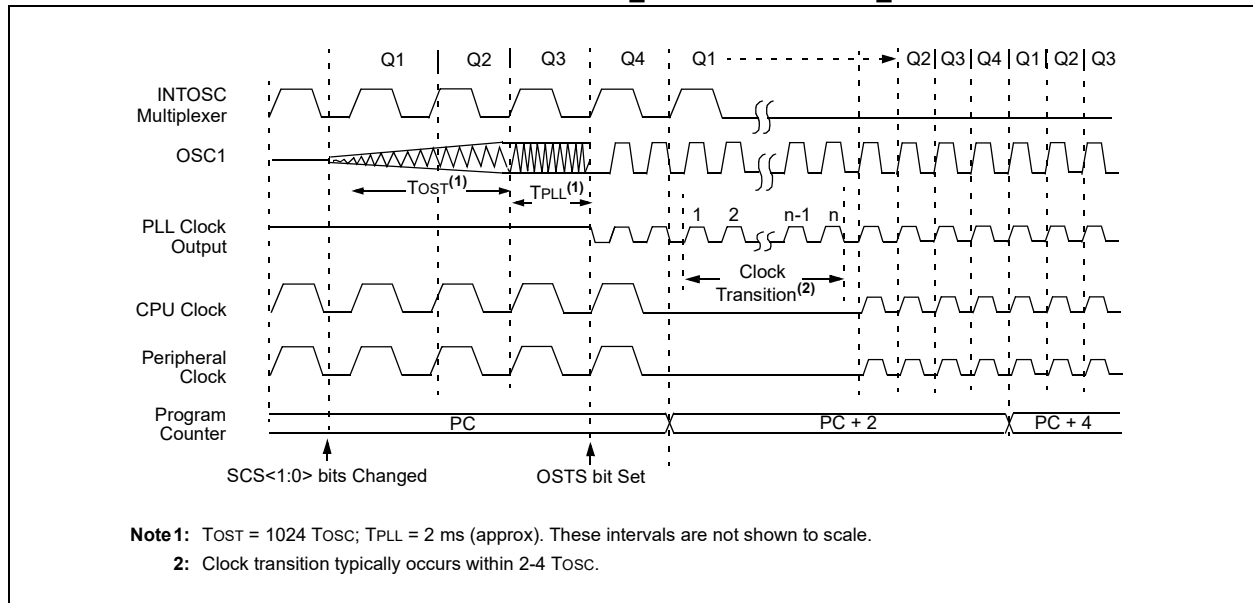 Q1 Q2 Q3 Q4 Q1 Q2 Q3 Q4 Q1 Q2 Q3
INTOSC
Multiplexer
OSC1
TOST(1) TPLL(1)
1 2 n-1 n
PLL Clock
Output
Clock
Transition(2)
CPU Clock
Peripheral
Clock
Program
Counter
PC PC + 2 PC + 4
SCS<1:0> bits Changed OSTS bit Set
Note 1: TOST = 1024 TOSC; TPLL = 2 ms (approx). These intervals are not shown to scale.
2: Clock transition typically occurs within 2-4 TOSC.